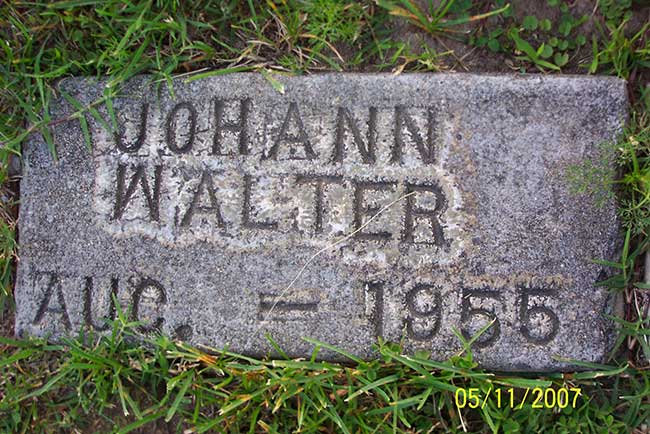 JOHANN
WALTER
AUG. = 1955
05/11/2007